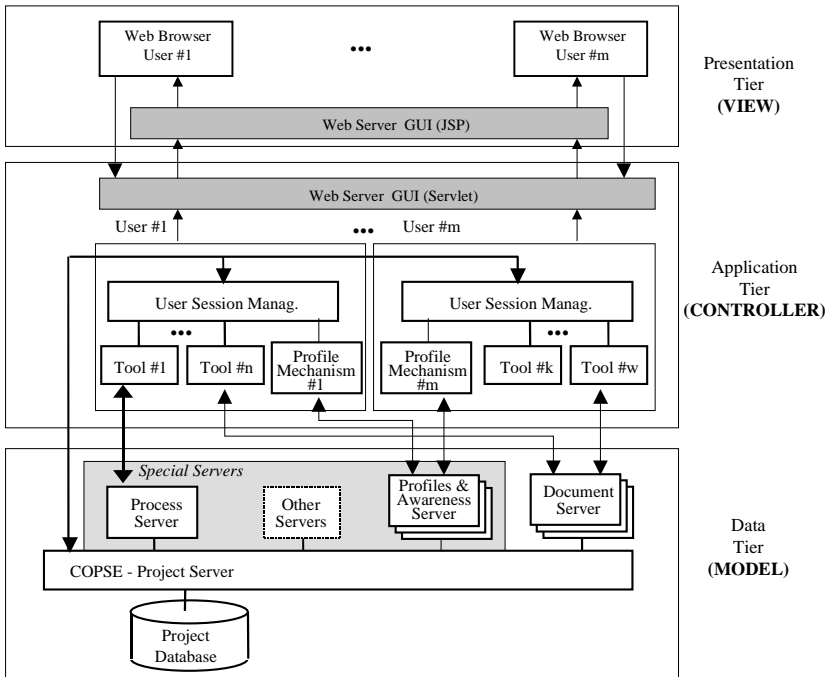 Web Browser
User #1
•••
Web Browser
User #m
Presentation
Tier
(VIEW)
Web Server GUI (JSP)
Web Server GUI (Servlet)
User #1
•••
User #m
Application
Tier
(CONTROLLER)
User Session Manag.
User Session Manag.
•••
•••
Tool #1
Tool #n
Profile
Mechanism
#1
Profile
Mechanism
#m
Tool #k
Tool #w
Special Servers
Process
Server
Other
Servers
Profiles &
Awareness
Server
Document
Server
Data
Tier
(MODEL)
COPSE - Project Server
Project
Database